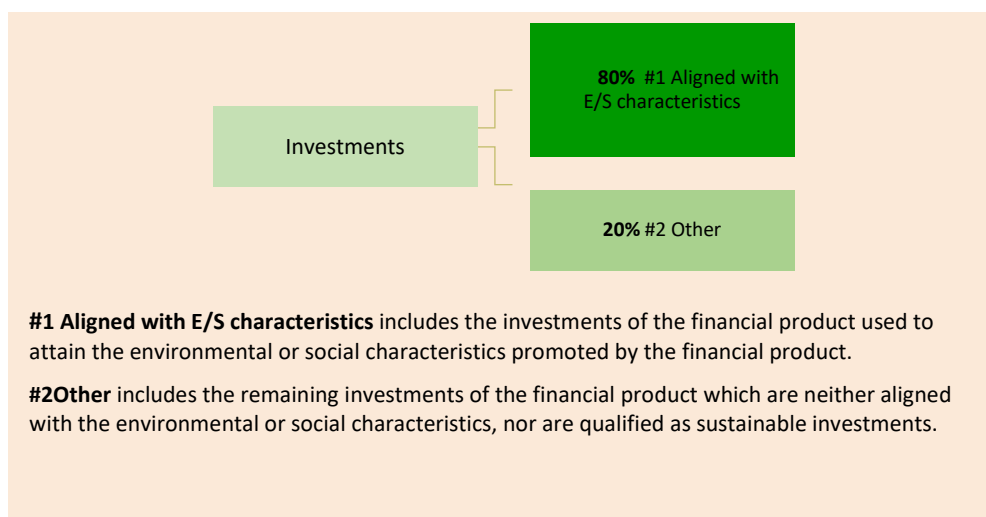 80% #1 Aligned with
E/S characteristics
Investments
20% #2 Other
#1 Aligned with E/S characteristics includes the investments of the financial product used to
attain the environmental or social characteristics promoted by the financial product.
#2Other includes the remaining investments of the financial product which are neither aligned
with the environmental or social characteristics, nor are qualified as sustainable investments.